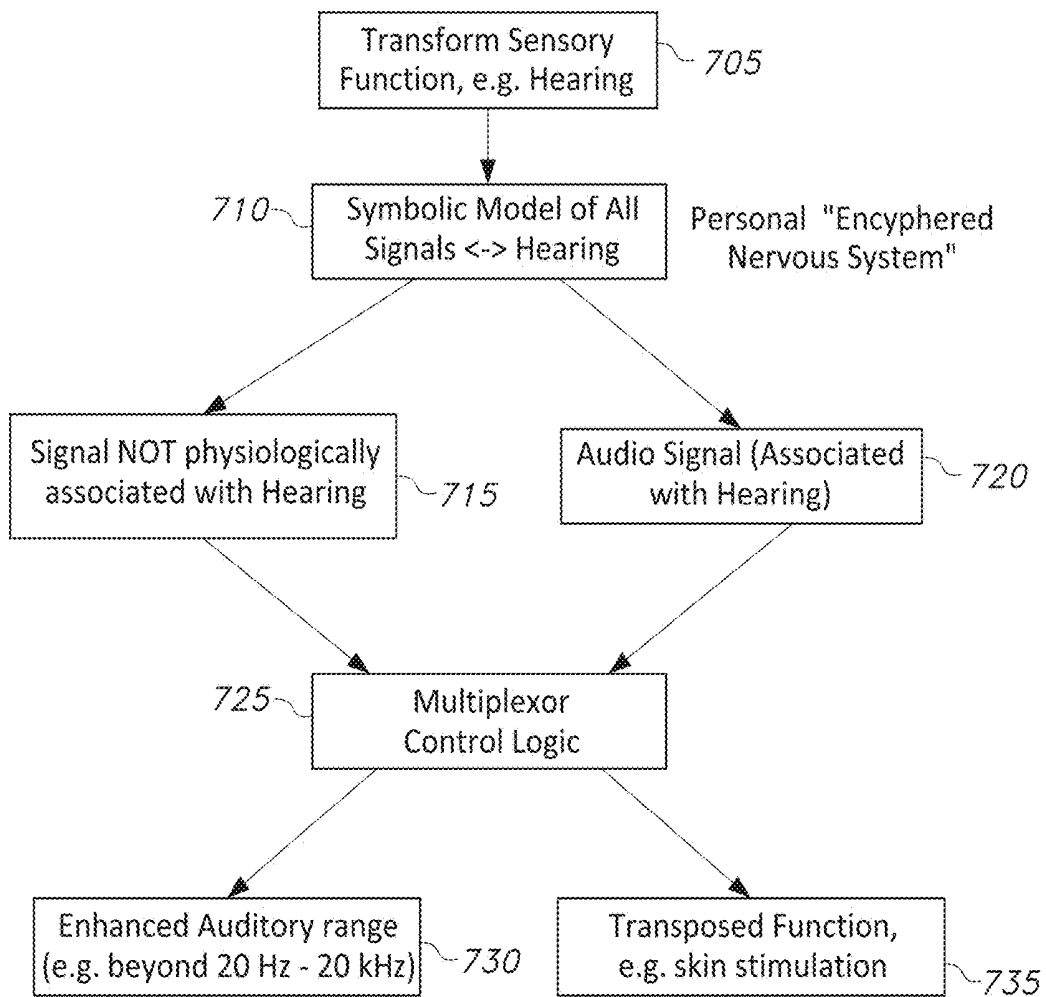 Transform Sensory
Function, e.g. Hearing
705
710
Symbolic Model of All
Signals <-> Hearing
Personal "Encyphered
Nervous System"
Signal NOT physiologically
associated with Hearing
715
Audio Signal (Associated
with Hearing)
720
725
Multiplexor
Control Logic
Enhanced Auditory range
(e.g. beyond 20 Hz - 20 kHz)
730
Transposed Function,
e.g. skin stimulation
735